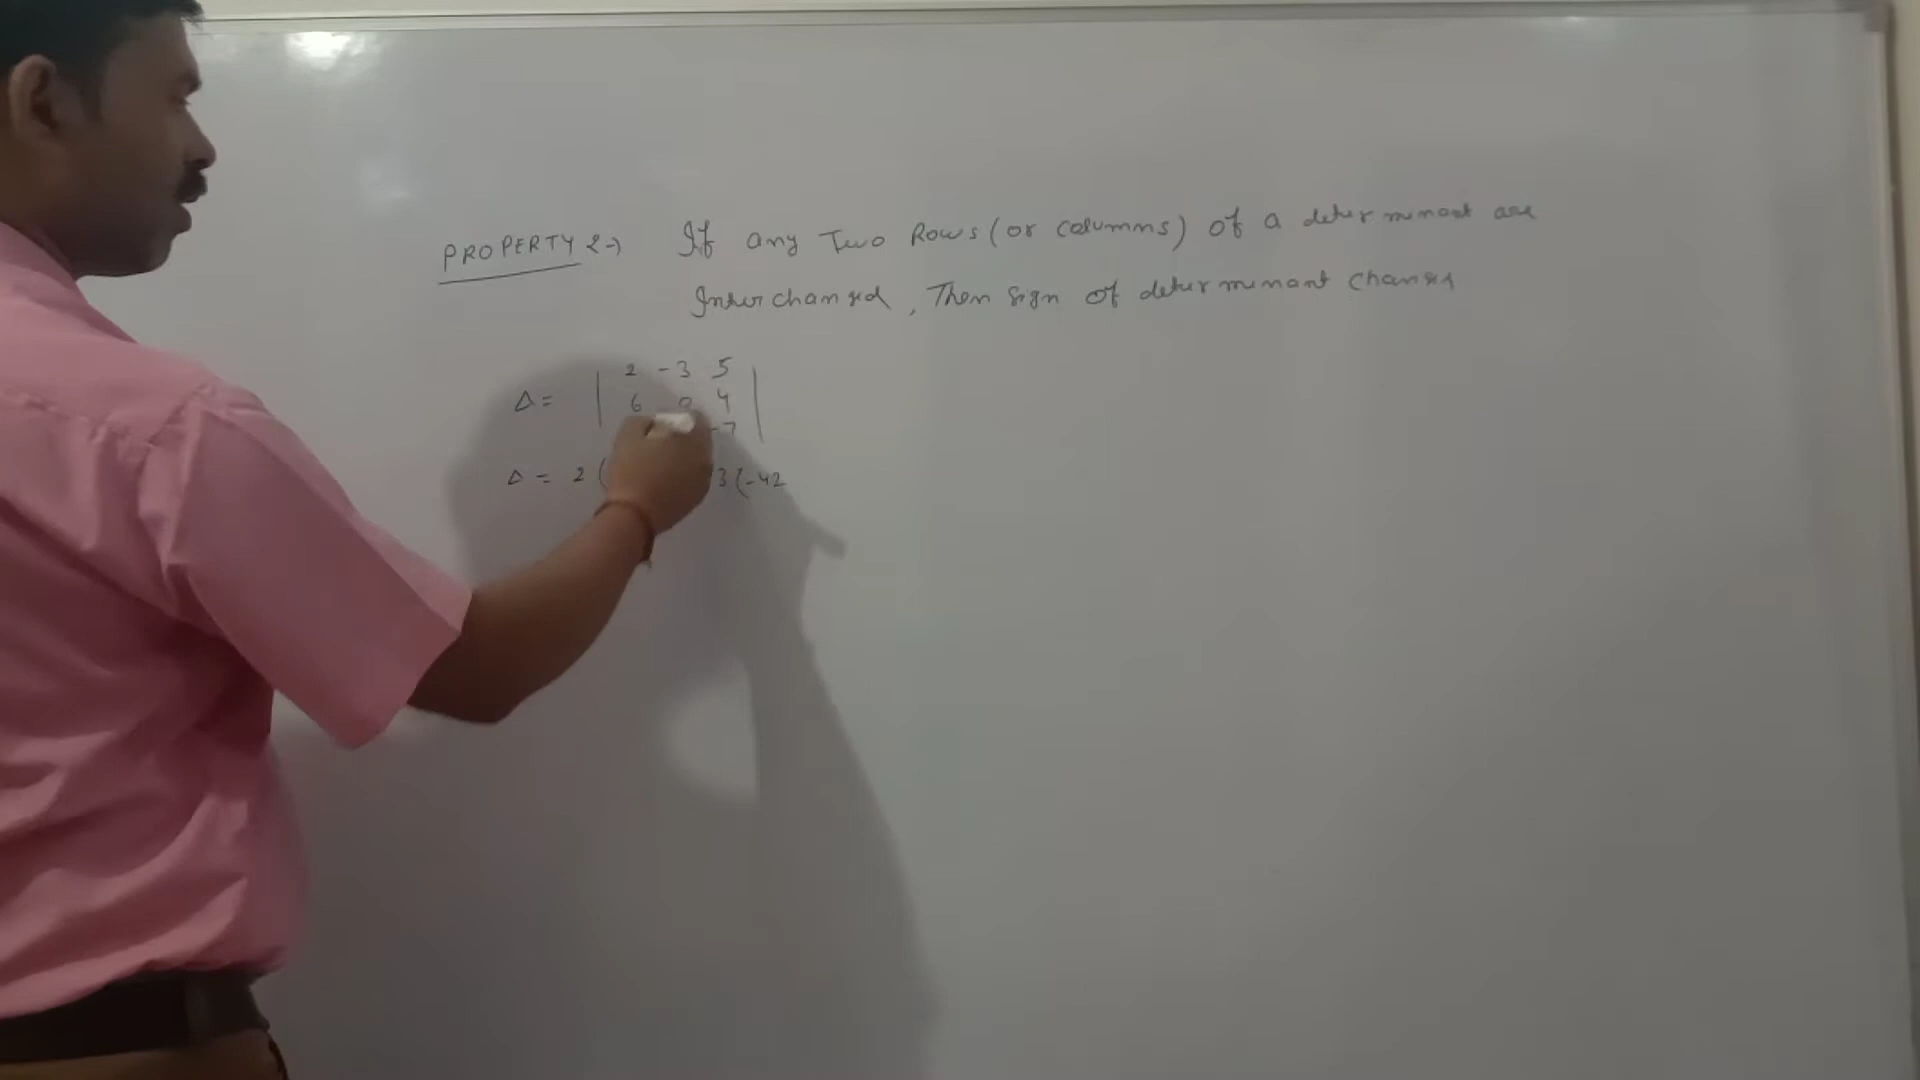 PROPERTY 2→ If any Two Rows (or columns) of a determinant are
Interchanged, Then sign of determinant changes
2 -3 5
Δ = 6 0 4
-7
Δ = 2 ( 3(-42